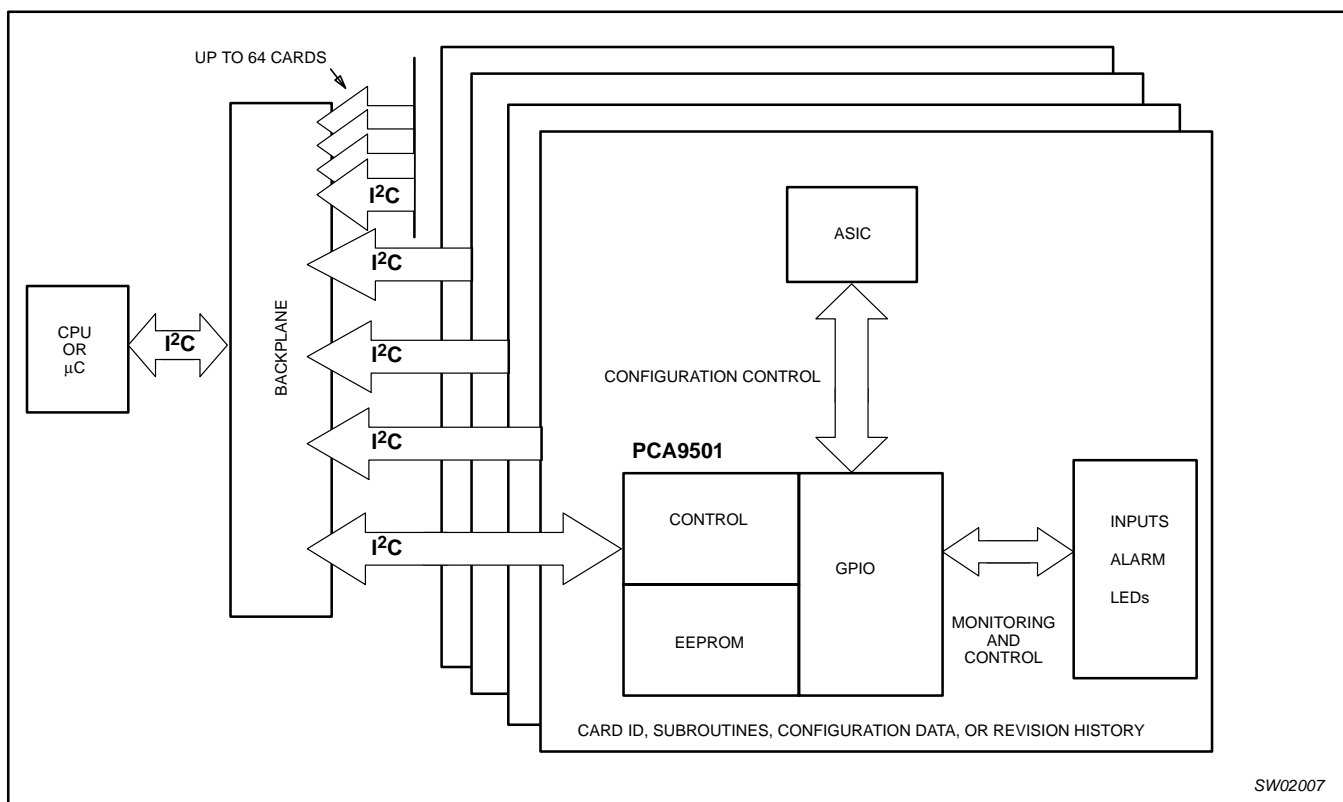 UP TO 64 CARDS
I²C
I²C
I²C
I²C
I²C
I²C
CPU
OR
μC
BACKPLANE
ASIC
CONFIGURATION CONTROL
PCA9501
CONTROL
EEPROM
GPIO
INPUTS
ALARM
LEDs
MONITORING
AND
CONTROL
CARD ID, SUBROUTINES, CONFIGURATION DATA, OR REVISION HISTORY
SW02007